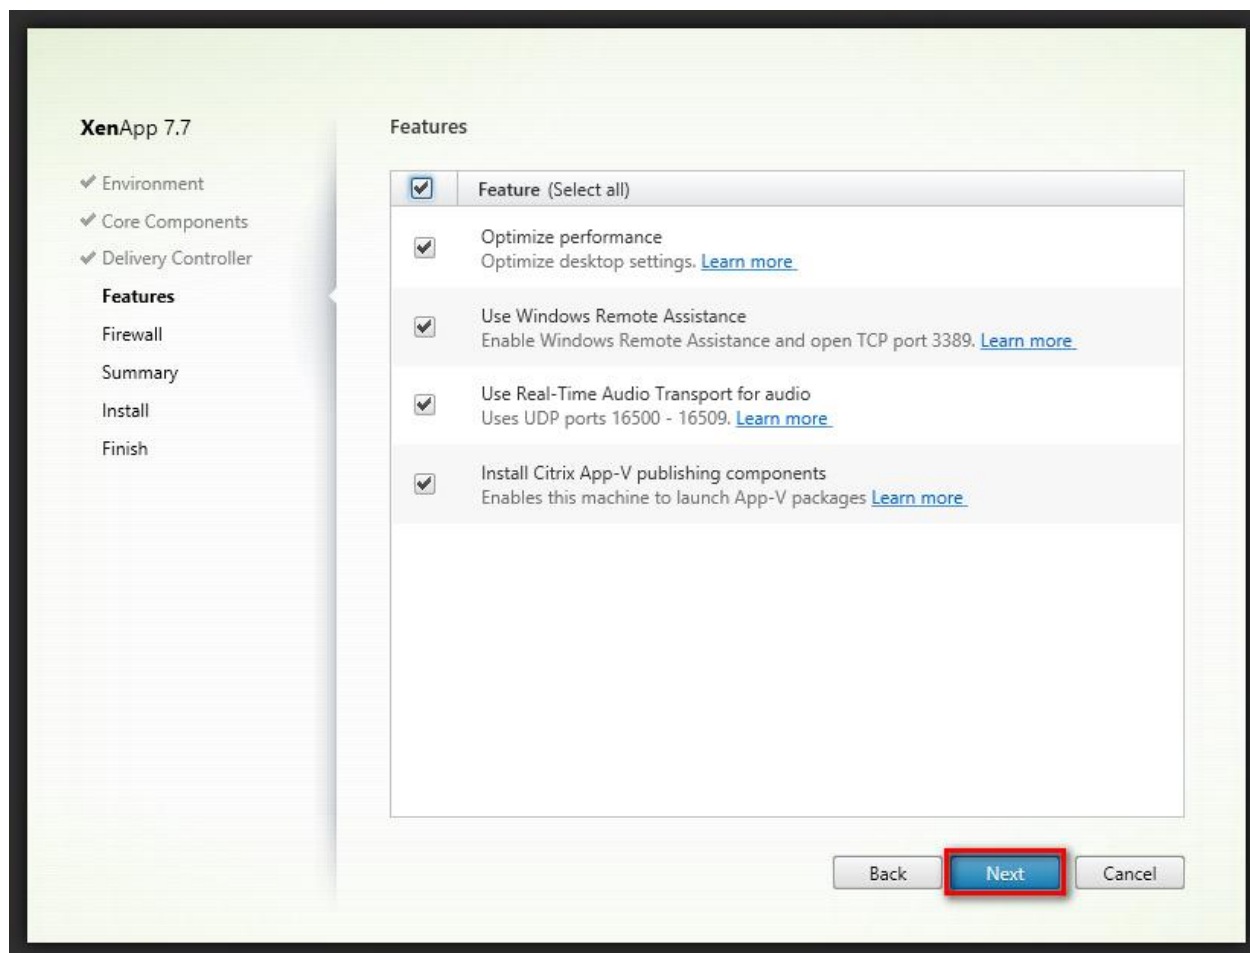 XenApp 7.7
Environment
Core Components
Delivery Controller
Features
Firewall
Summary
Install
Finish
Features
Feature (Select all)
Optimize performance
Optimize desktop settings. Learn more
Use Windows Remote Assistance
Enable Windows Remote Assistance and open TCP port 3389. Learn more
Use Real-Time Audio Transport for audio
Uses UDP ports 16500 - 16509. Learn more
Install Citrix App-V publishing components
Enables this machine to launch App-V packages Learn more
Back
Next
Cancel